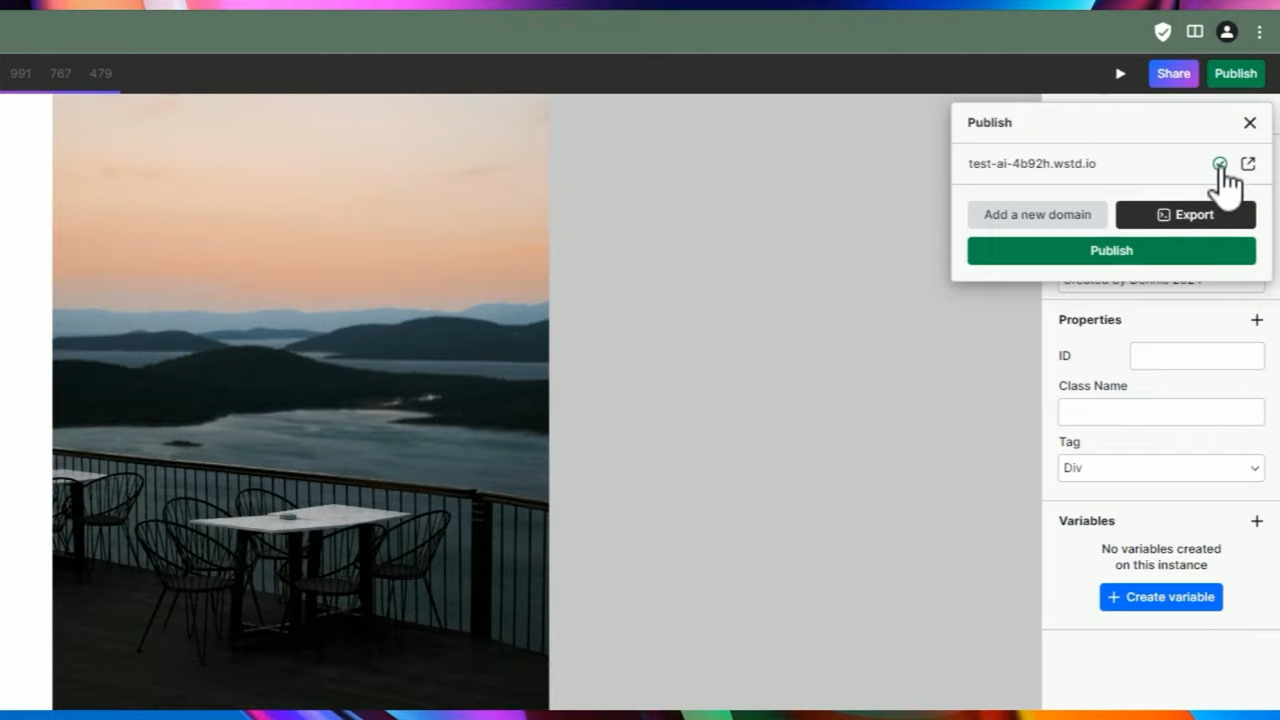 991 767 479
Share
Publish
Publish
test-ai-4b92h.wstd.io
Add a new domain
Export
Publish
Properties
ID
Class Name
Tag
Div
Variables
No variables created
on this instance
Create variable